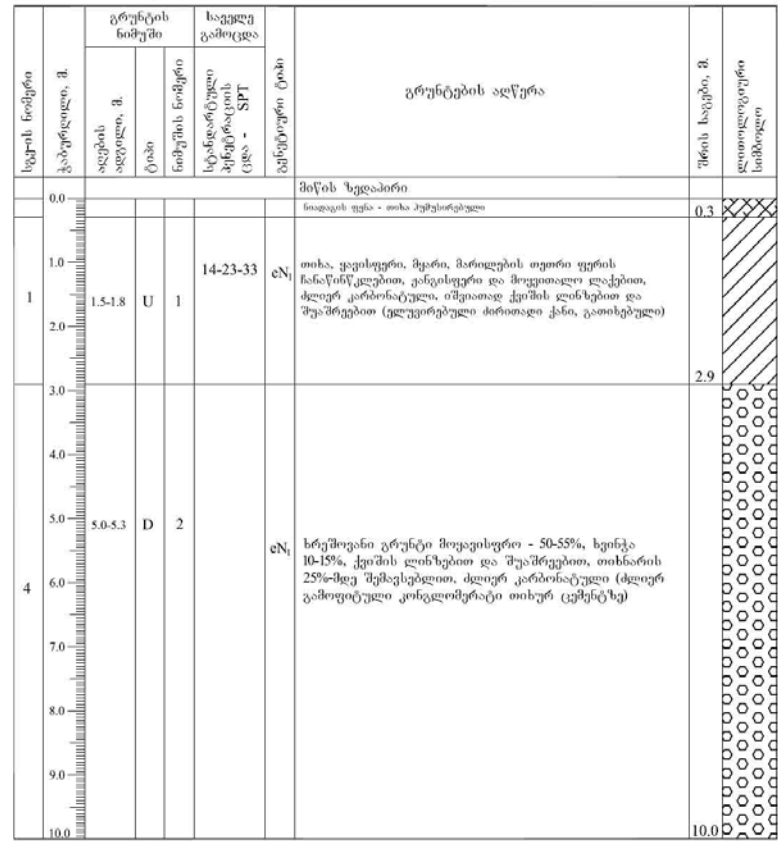 გრუნტის
ნიმუში
საველე
გამოცდა
სგე-ის ნომერი
ჭაბურღილი, მ.
აღების
ადგილი, მ.
ტიპი
ნიმუშის ნომერი
სტანდარტული
პენეტრაციის
ცდა - SPT
გენეტიური ტიპი
გრუნტების აღწერა
შრის საგები, მ.
ლითოლოგიური
სიმბოლო
მიწის ზედაპირი
0.0
ნიადაგის ფენა - თიხა ჰუმუსირებული
0.3
1.0
14-23-33
eN1
თიხა, ყავისფერი, მყარი, მარილების თეთრი ფერის
ჩანაწინწკლებით, ჟანგისფერი და მოყვითალო ლაქებით,
ძლიერ კარბონატული, იშვიათად ქვიშის ლინზებით და
შუაშრეებით (ელუვირებული ძირითადი ქანი, გათიხებული)
1
1.5-1.8
U
1
2.0
2.9
3.0
4.0
5.0
5.0-5.3
D
2
eN1
ხრეშოვანი გრუნტი მოყავისფრო - 50-55%, ხვინჭა
10-15%, ქვიშის ლინზებით და შუაშრეებით, თიხნარის
25%-მდე შემავსებლით, ძლიერ კარბონატული (ძლიერ
გამოფიტული კონგლომერატი თიხურ ცემენტზე)
4
6.0
7.0
8.0
9.0
10.0
10.0